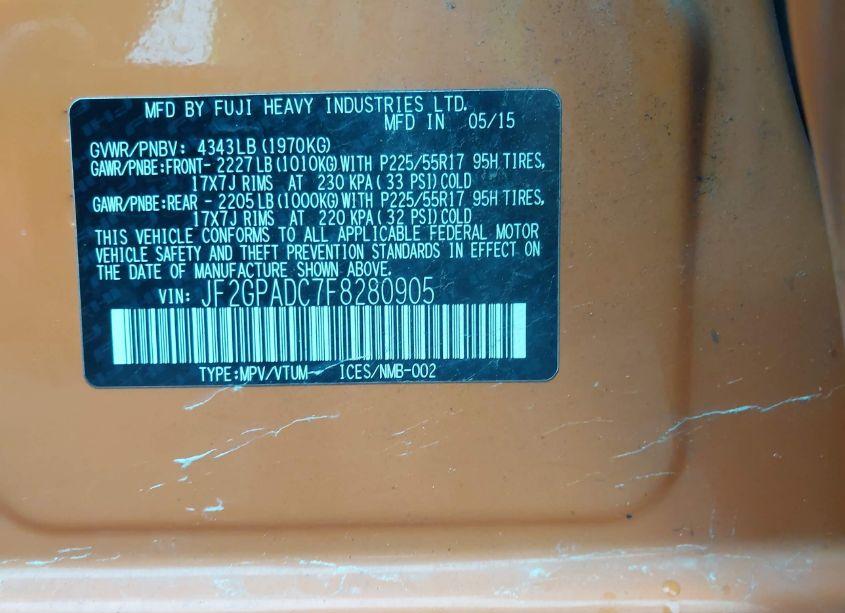 MFD BY FUJI HEAVY INDUSTRIES LTD.
MFD IN 05/15
GVWR/PNBV: 4343LB (1970KG)
GAWR/PNBE:FRONT- 2227LB (1010KG) WITH P225/55R17 95H TIRES,
17X7J RIMS AT 230 KPA( 33 PSI) COLD
GAWR/PNBE:REAR - 2205LB (1000KG) WITH P225/55R17 95H TIRES,
17X7J RIMS AT 220 KPA( 32 PSI) COLD
THIS VEHICLE CONFORMS TO ALL APPLICABLE FEDERAL MOTOR
VEHICLE SAFETY AND THEFT PREVENTION STANDARDS IN EFFECT ON
THE DATE OF MANUFACTURE SHOWN ABOVE.
VIN: JF2GPADC7F8280905
TYPE:MPV/VTUM ICES/NMB-002